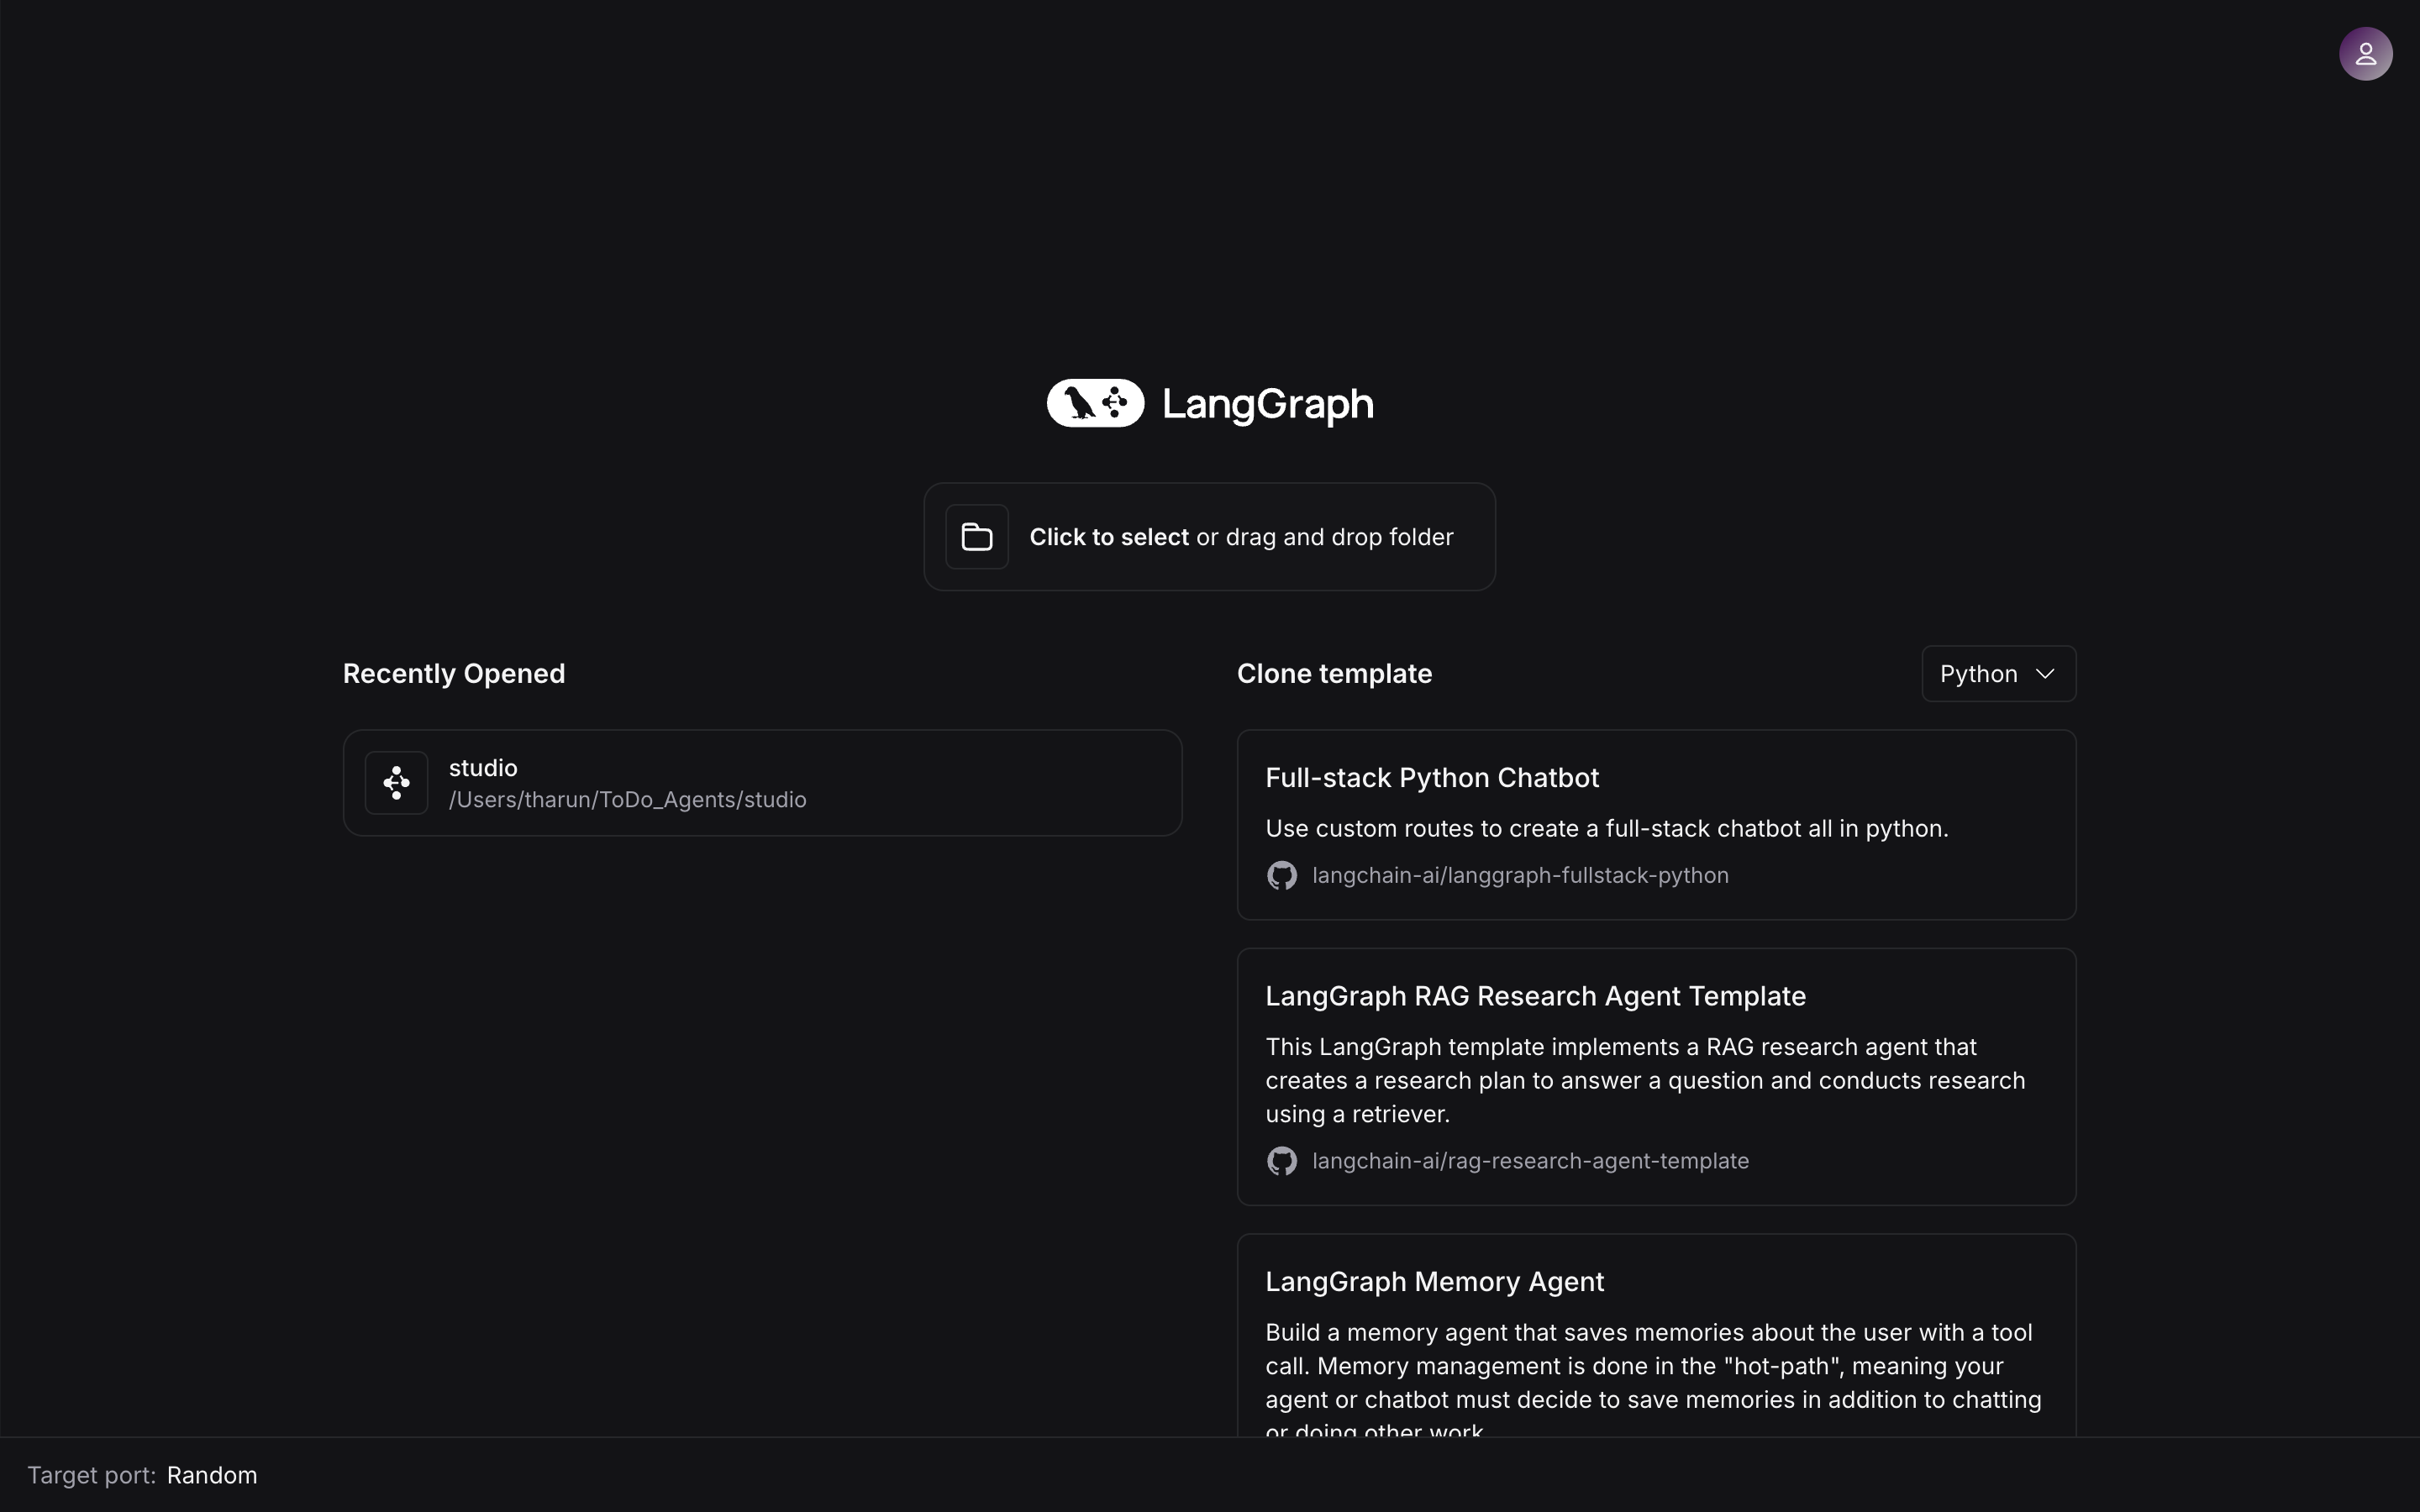 LangGraph
Click to select or drag and drop folder
Recently Opened
studio
/Users/tharun/ToDo_Agents/studio
Clone template
Python
Full-stack Python Chatbot
Use custom routes to create a full-stack chatbot all in python.
langchain-ai/langgraph-fullstack-python
LangGraph RAG Research Agent Template
This LangGraph template implements a RAG research agent that
creates a research plan to answer a question and conducts research
using a retriever.
langchain-ai/rag-research-agent-template
LangGraph Memory Agent
Build a memory agent that saves memories about the user with a tool
call. Memory management is done in the "hot-path", meaning your
agent or chatbot must decide to save memories in addition to chatting
or doing other work
Target port: Random